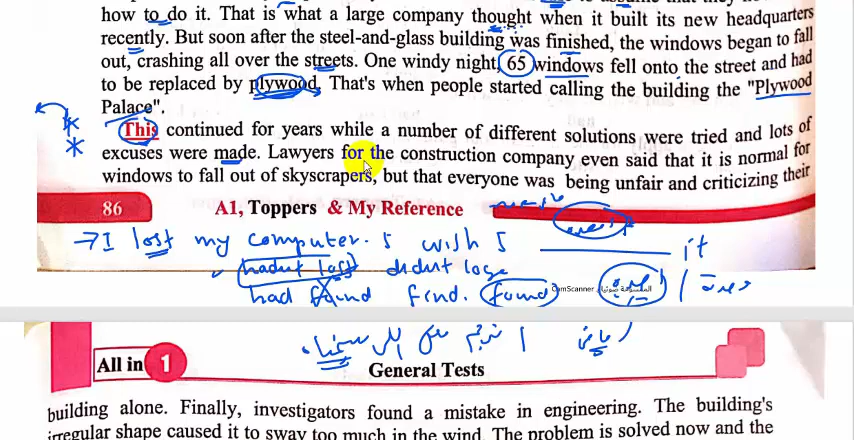 how to do it. That is what a large company thought when it built its new headquarters
recently. But soon after the steel-and-glass building was finished, the windows began to fall
out, crashing all over the streets. One windy night, 65 windows fell onto the street and had
to be replaced by plywood. That's when people started calling the building the "Plywood
Palace".
This continued for years while a number of different solutions were tried and lots of
excuses were made. Lawyers for the construction company even said that it is normal for
windows to fall out of skyscrapers, but that everyone was being unfair and criticizing their
86 A1, Toppers & My Reference
→ I lost my computer. I wish I ______ it
hadn't lost didn't lose
had found find. found
CamScanner
All in 1
General Tests
building alone. Finally, investigators found a mistake in engineering. The building's
irregular shape caused it to sway too much in the wind. The problem is solved now and the